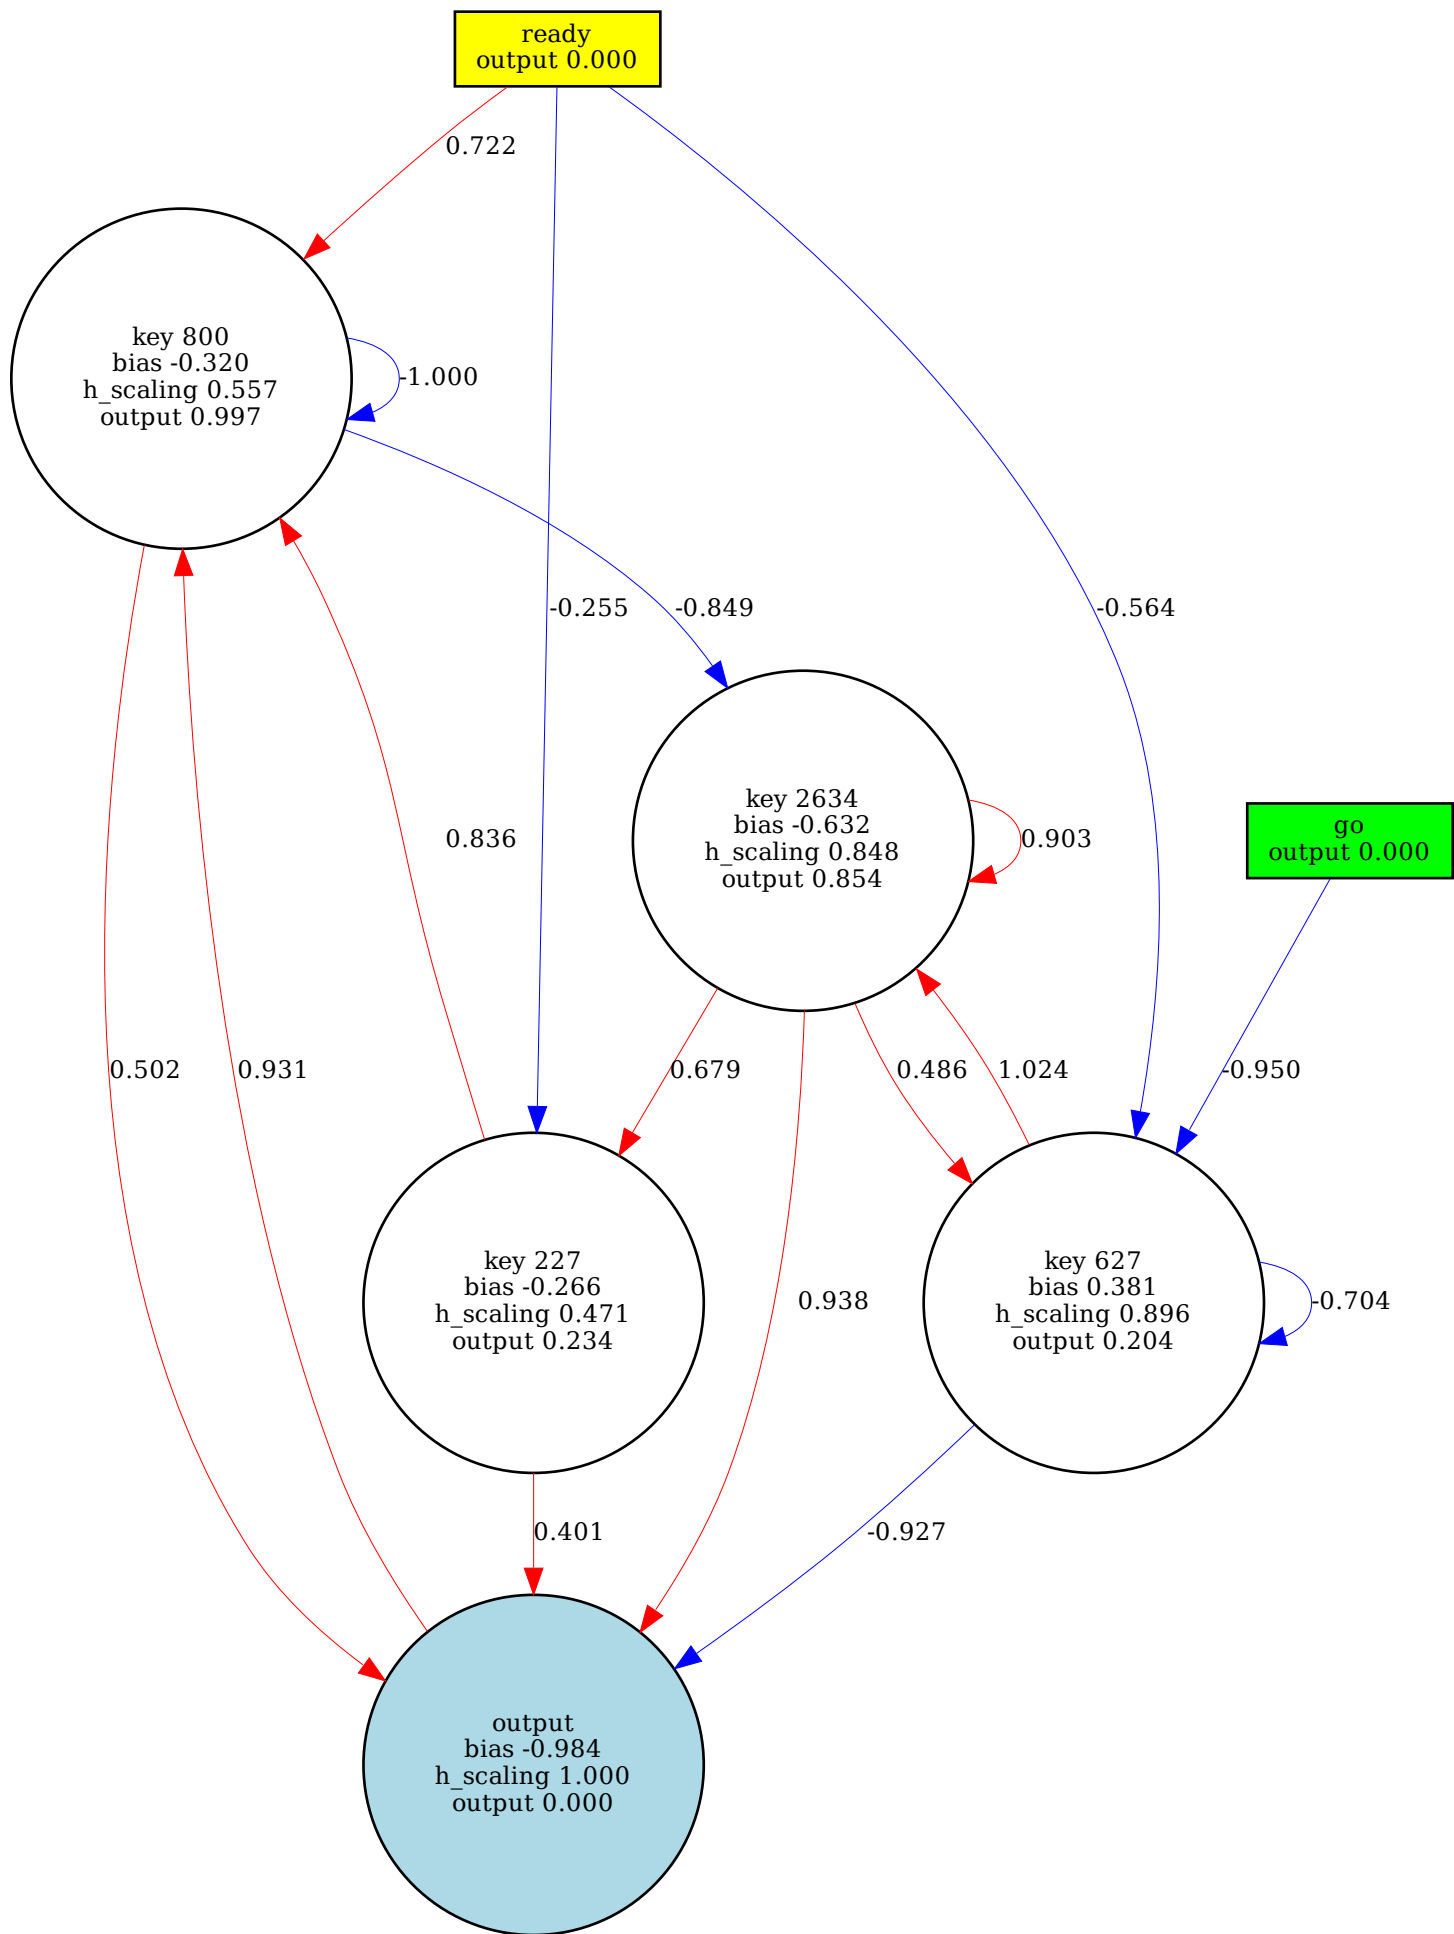 ready
output 0.000
0.722
key 800
bias -0.320
h_scaling 0.557
output 0.997
-1.000
-0.255
-0.849
-0.564
key 2634
bias -0.632
h_scaling 0.848
output 0.854
0.903
go
output 0.000
0.836
0.502
0.931
0.679
0.486
1.024
-0.950
key 227
bias -0.266
h_scaling 0.471
output 0.234
0.938
key 627
bias 0.381
h_scaling 0.896
output 0.204
-0.704
0.401
-0.927
output
bias -0.984
h_scaling 1.000
output 0.000